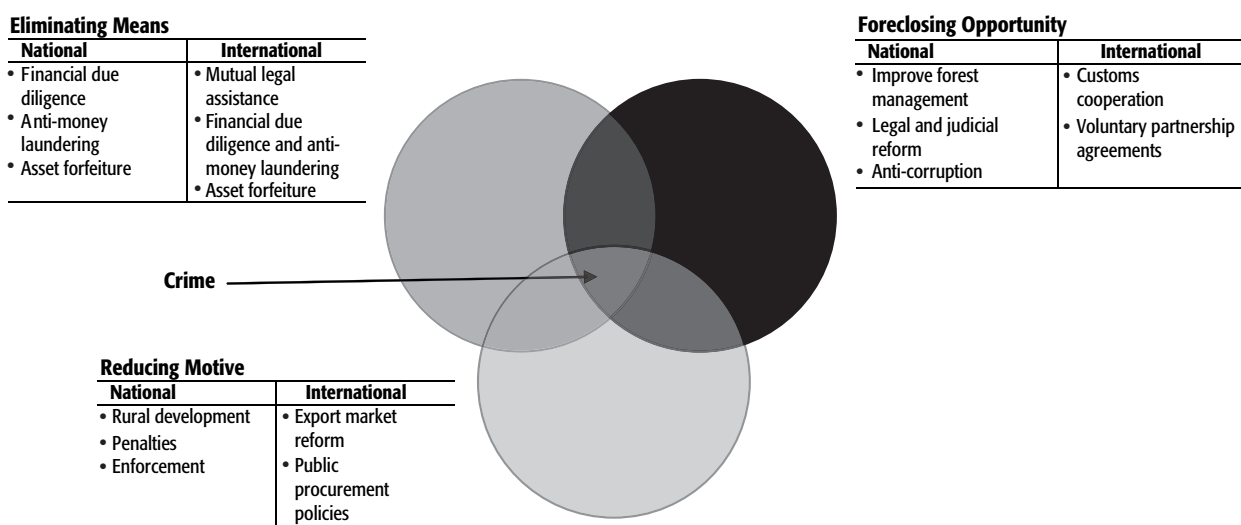 Eliminating Means
National International
• Financial due
diligence
• Anti-money
laundering
• Asset forfeiture
• Mutual legal
assistance
• Financial due
diligence and anti-
money laundering
• Asset forfeiture
Foreclosing Opportunity
National International
• Improve forest
management
• Legal and judicial
reform
• Anti-corruption
• Customs
cooperation
• Voluntary partnership
agreements
Crime
Reducing Motive
National International
• Rural development
• Penalties
• Enforcement
• Export market
reform
• Public
procurement
policies